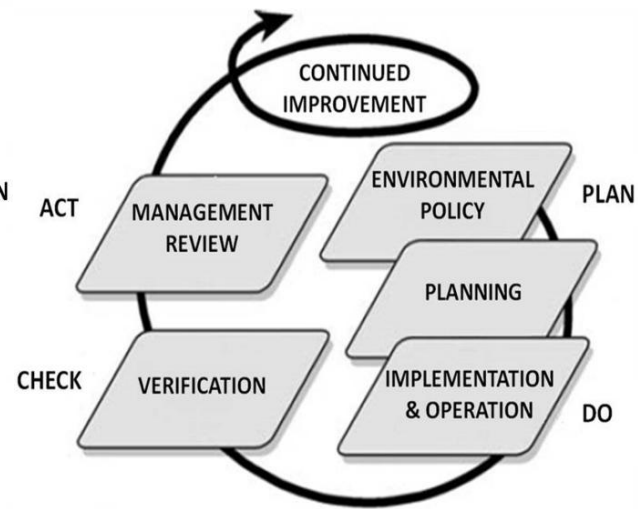 CONTINUED
IMPROVEMENT
N
ACT
MANAGEMENT
REVIEW
ENVIRONMENTAL
POLICY
PLAN
PLANNING
CHECK
VERIFICATION
IMPLEMENTATION
& OPERATION
DO